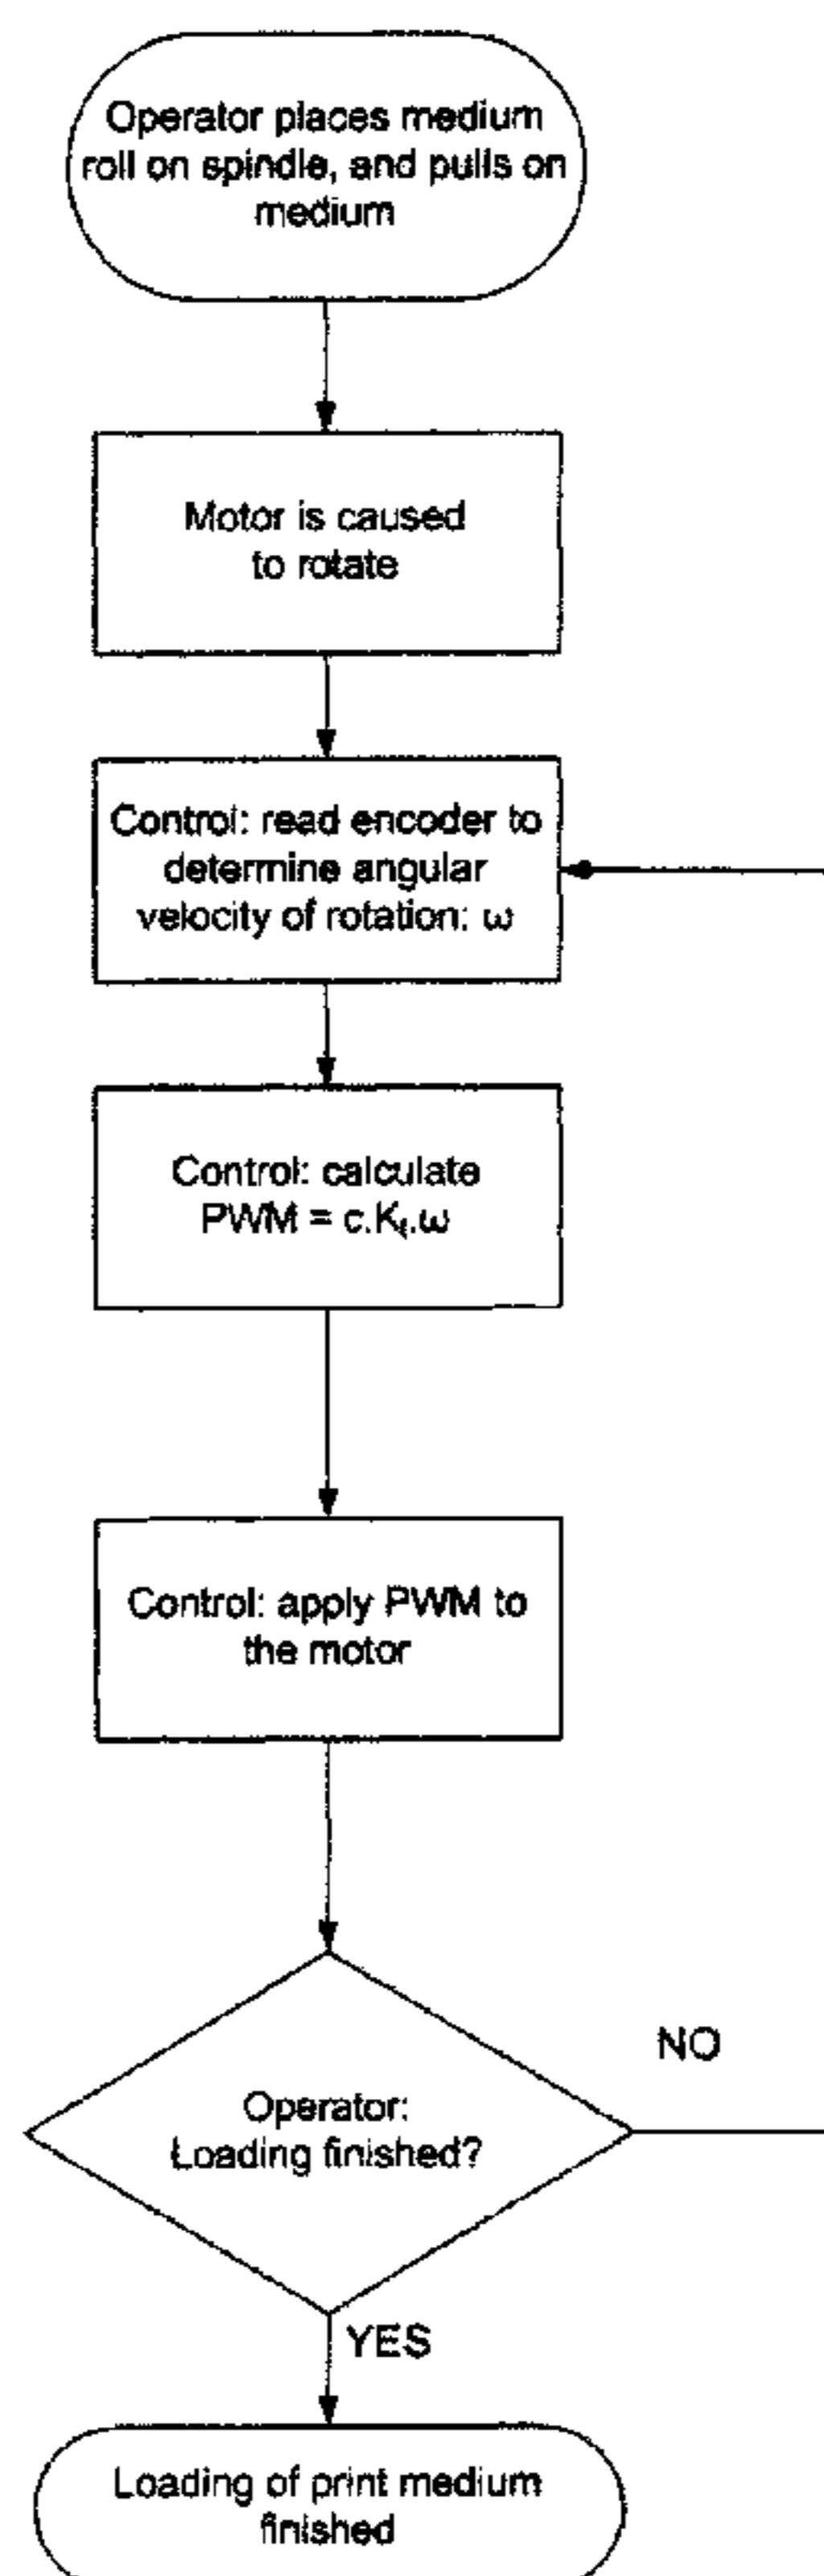 Operator places medium
roll on spindle, and pulls on
medium
Motor is caused
to rotate
Control: read encoder to
determine angular
velocity of rotation: ω
Control: calculate
PWM = c.Kₜ.ω
Control: apply PWM to
the motor
Operator:
Loading finished?
NO
YES
Loading of print medium
finished